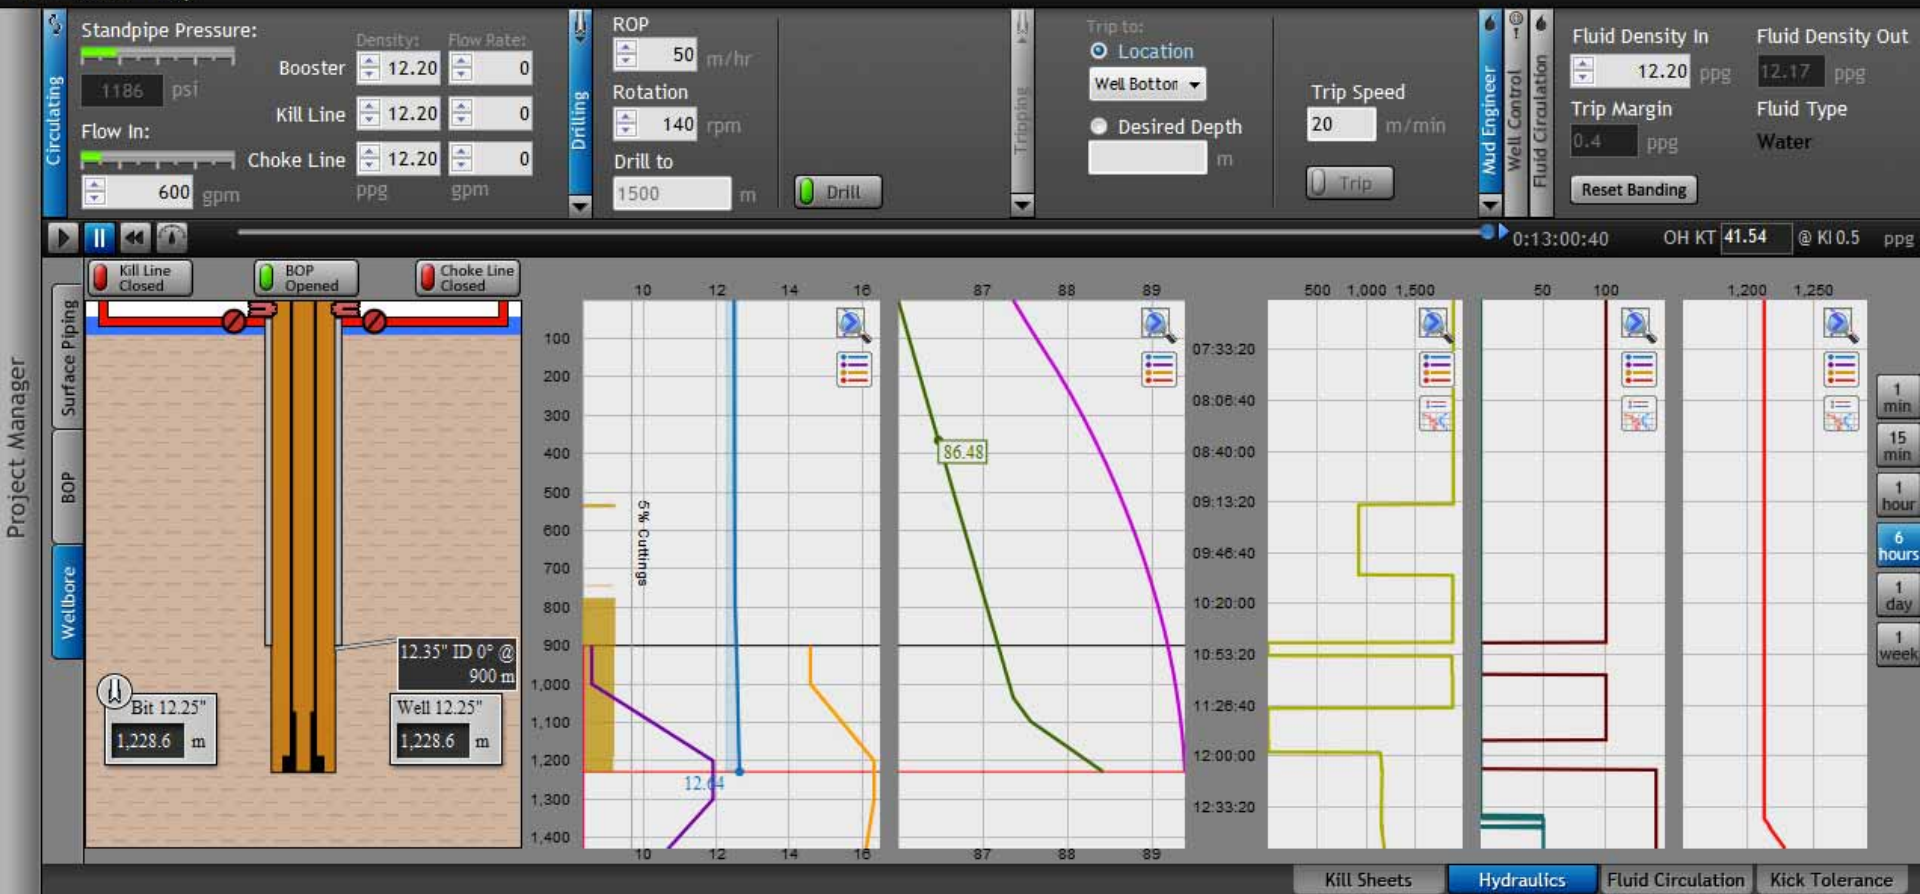 Project Manager
Circulating
Standpipe Pressure:
1186 psi
Flow In:
600 gpm
Density: Flow Rate:
Booster 12.20 0
Kill Line 12.20 0
Choke Line 12.20 0
ppg gpm
Drilling
ROP
50 m/hr
Rotation
140 rpm
Drill to
1500 m
Drill
Tripping
Trip to:
Location
Well Bottor
Desired Depth
m
Trip Speed
20 m/min
Trip
Mud Engineer
Well Control
Fluid Circulation
Fluid Density In Fluid Density Out
12.20 ppg 12.17 ppg
Trip Margin Fluid Type
0.4 ppg Water
Reset Banding
0:13:00:40 OH KT 41.54 @ KI 0.5 ppg
Surface Piping
BOP
Wellbore
Kill Line
Closed
BOP
Opened
Choke Line
Closed
12.35" ID 0° @
900 m
Bit 12.25"
1,228.6 m
Well 12.25"
1,228.6 m
10 12 14 16
100
200
300
400
500
600
700
800
900
1,000
1,100
1,200
1,300
1,400
5% Cuttings
12.64
10 12 14 16
87 88 89
86.48
87 88 89
07:33:20
08:06:40
08:40:00
09:13:20
09:46:40
10:20:00
10:53:20
11:26:40
12:00:00
12:33:20
500 1,000 1,500
50 100
1,200 1,250
1
min
15
min
1
hour
6
hours
1
day
1
week
Kill Sheets Hydraulics Fluid Circulation Kick Tolerance